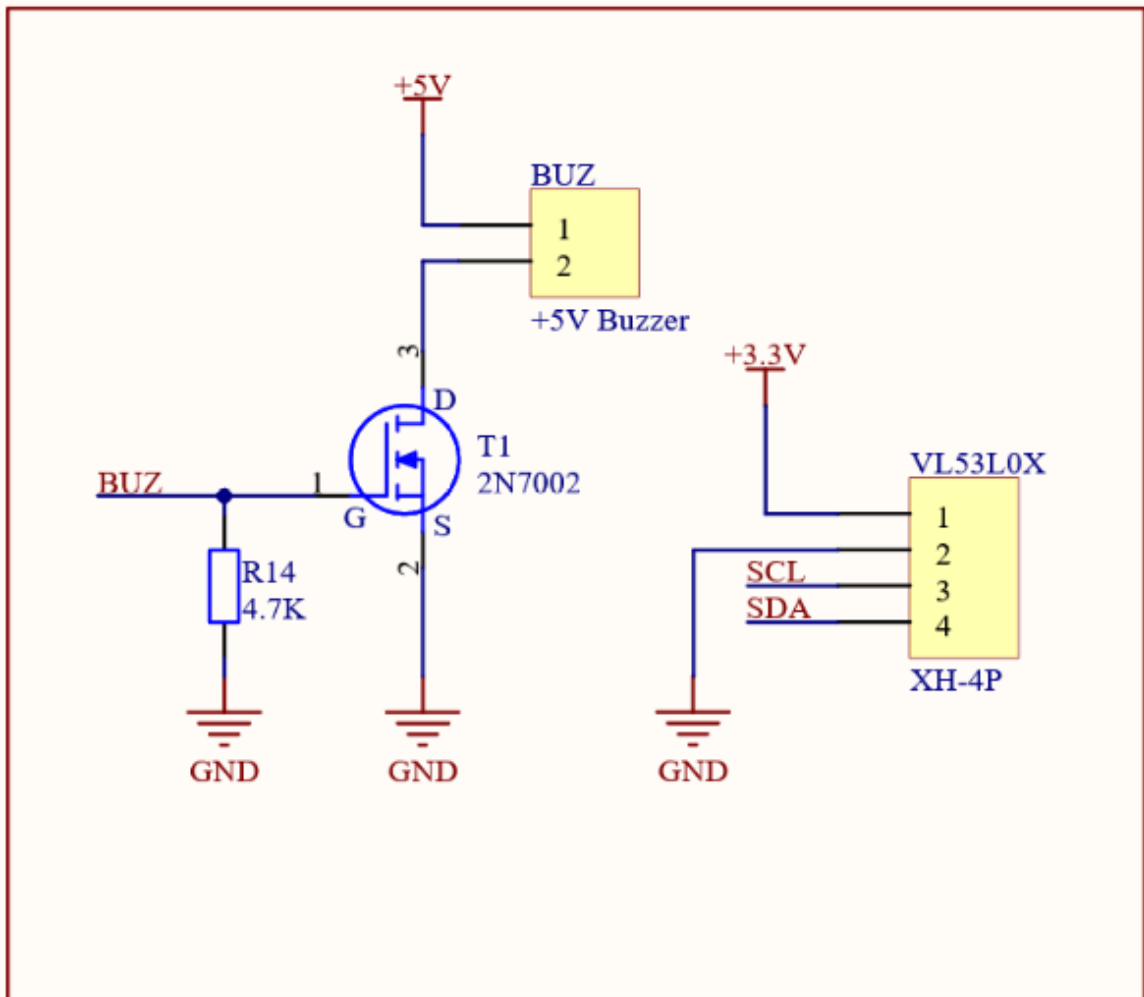 +5V
BUZ
1
2
+5V Buzzer
3
D
T1
2N7002
BUZ
1
G
S
2
R14
4.7K
GND
GND
+3.3V
VL53L0X
1
2
SCL
3
SDA
4
XH-4P
GND